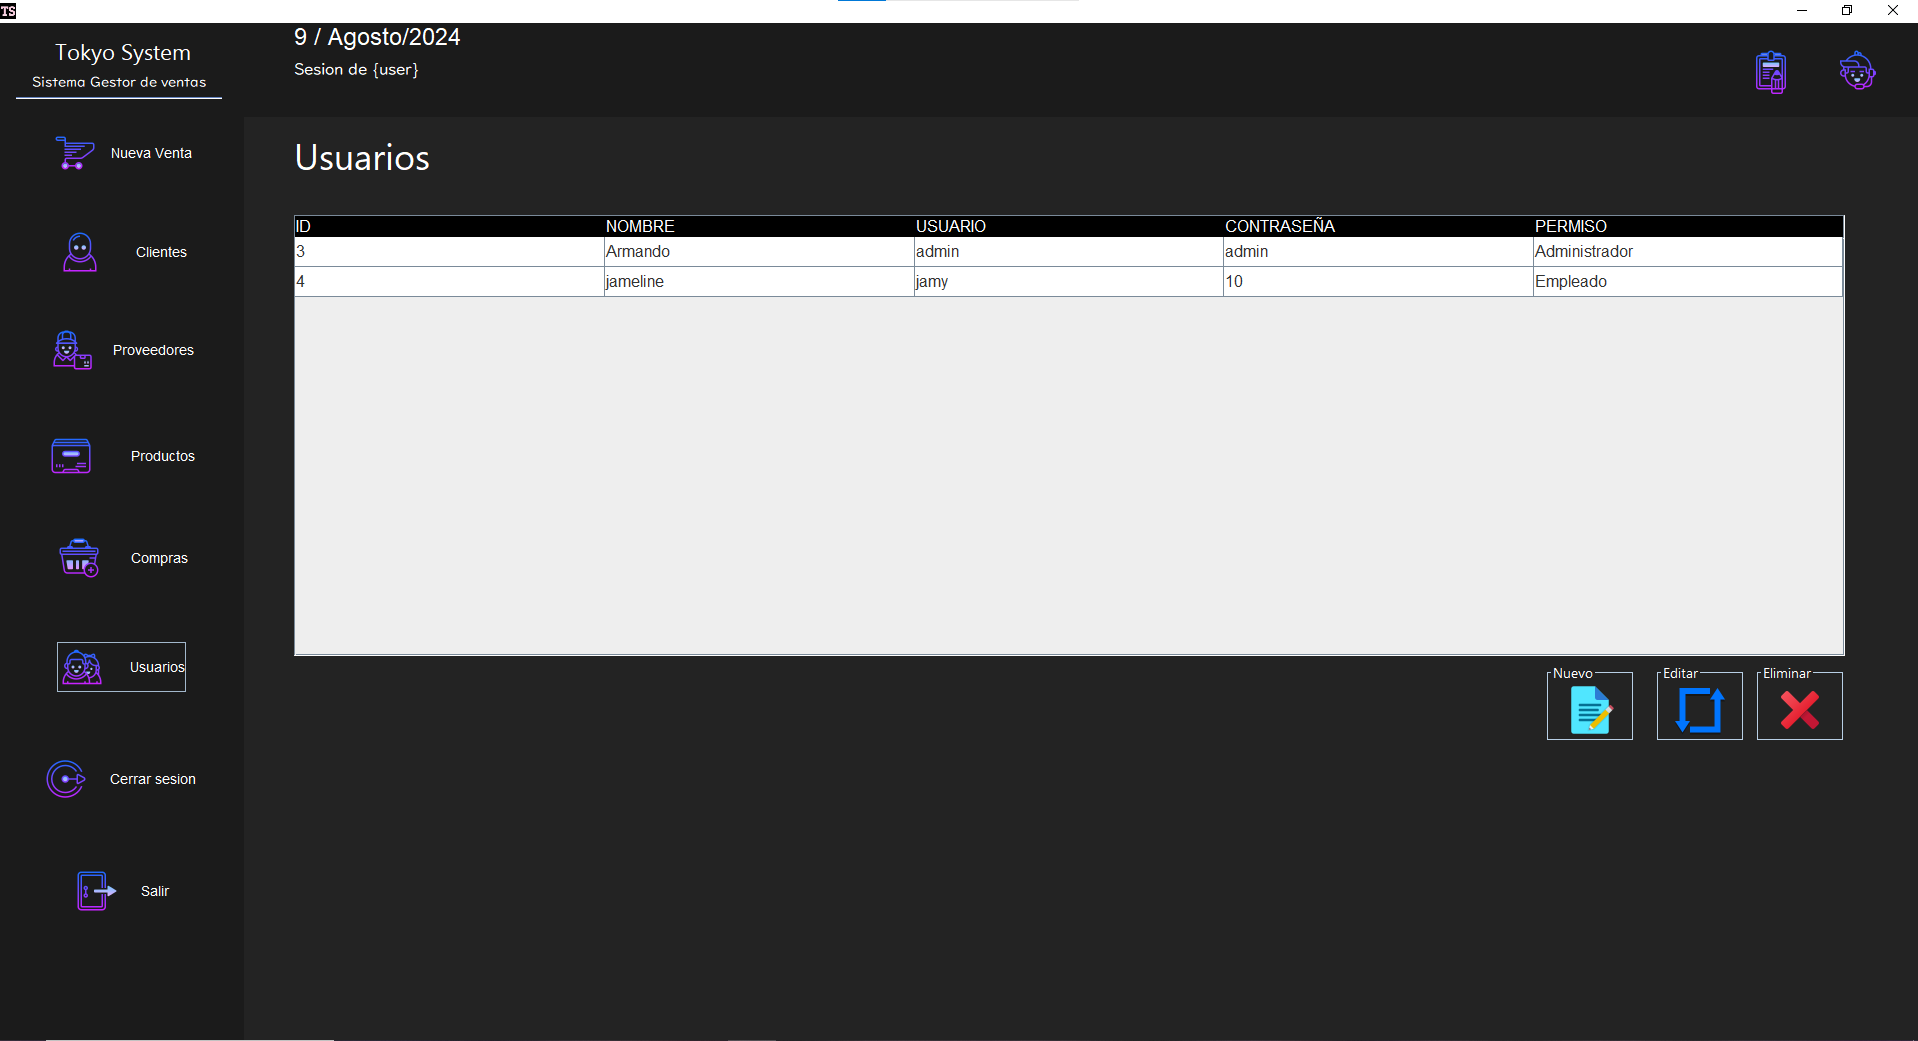 TS
Tokyo System
Sistema Gestor de ventas
9 / Agosto/2024
Sesion de {user}
Nueva Venta
Clientes
Proveedores
Productos
Compras
Usuarios
Cerrar sesion
Salir
Usuarios
ID NOMBRE USUARIO CONTRASEÑA PERMISO
3 Armando admin admin Administrador
4 jameline jamy 10 Empleado
Nuevo Editar Eliminar